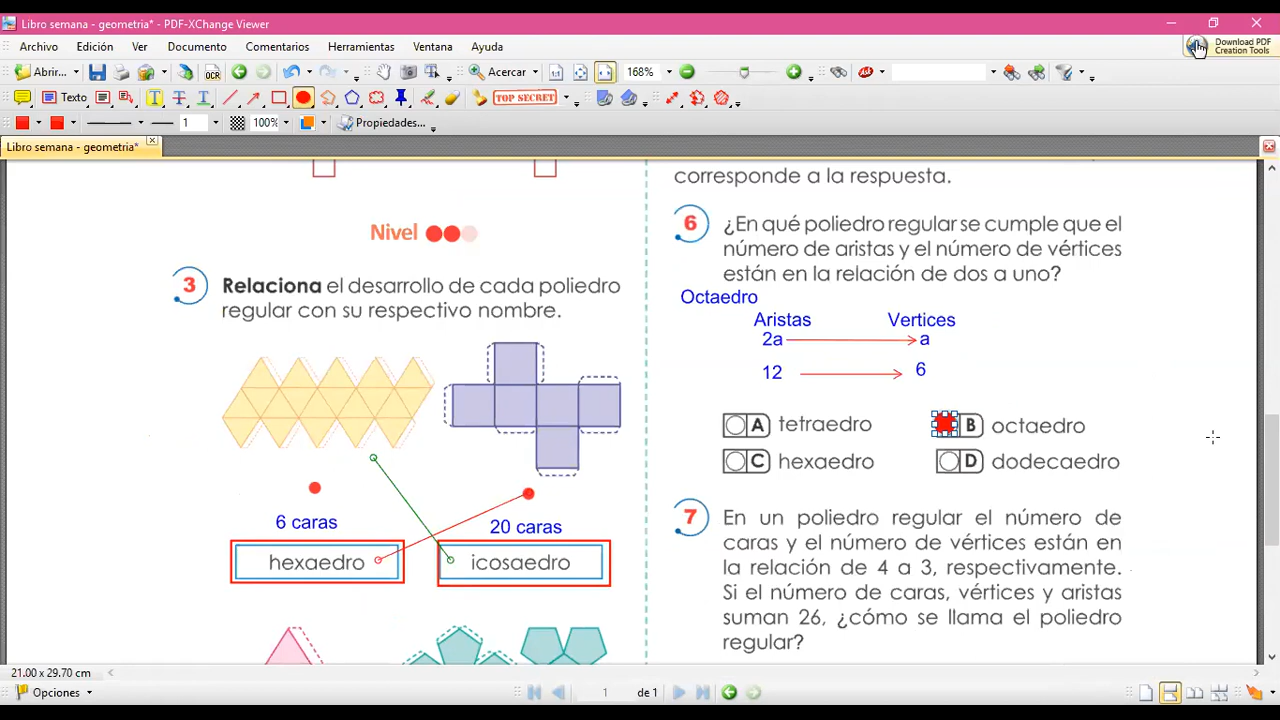 Libro semana - geometria* - PDF-XChange Viewer
Archivo Edición Ver Documento Comentarios Herramientas Ventana Ayuda
Download PDF
Creation Tools
Abrir... OCR Acercar 168%
Texto TOP SECRET
1 100% Propiedades...
Libro semana - geometria*
Nivel
3 Relaciona el desarrollo de cada poliedro
regular con su respectivo nombre.
6 caras 20 caras
hexaedro icosaedro
corresponde a la respuesta.
6 ¿En qué poliedro regular se cumple que el
número de aristas y el número de vértices
están en la relación de dos a uno?
Octaedro
Aristas Vertices
2a a
12 6
A tetraedro B octaedro
C hexaedro D dodecaedro
7 En un poliedro regular el número de
caras y el número de vértices están en
la relación de 4 a 3, respectivamente.
Si el número de caras, vértices y aristas
suman 26, ¿cómo se llama el poliedro
regular?
21.00 x 29.70 cm
Opciones 1 de 1